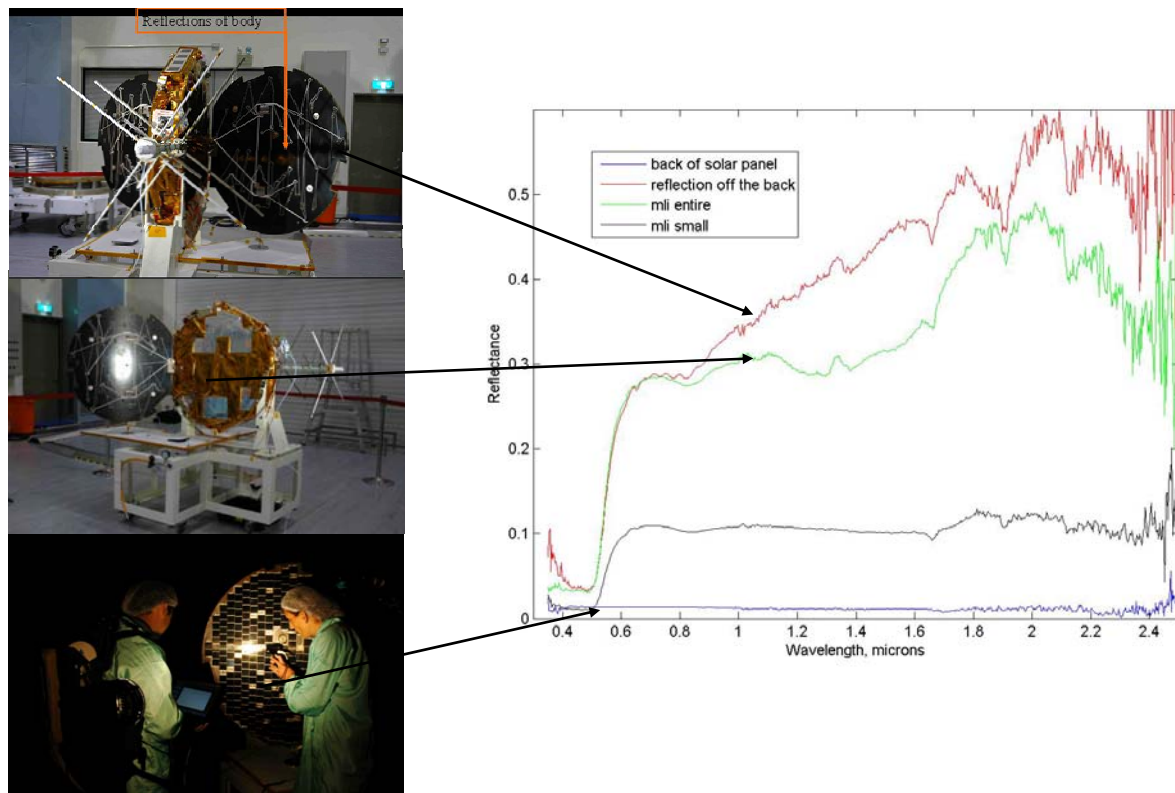 Reflections of body
back of solar panel
reflection off the back
mli entire
mli small
Reflectance
0.5
0.4
0.3
0.2
0.1
0
0.4
0.6
0.8
1
1.2
1.4
1.6
1.8
2
2.2
2.4
Wavelength, microns